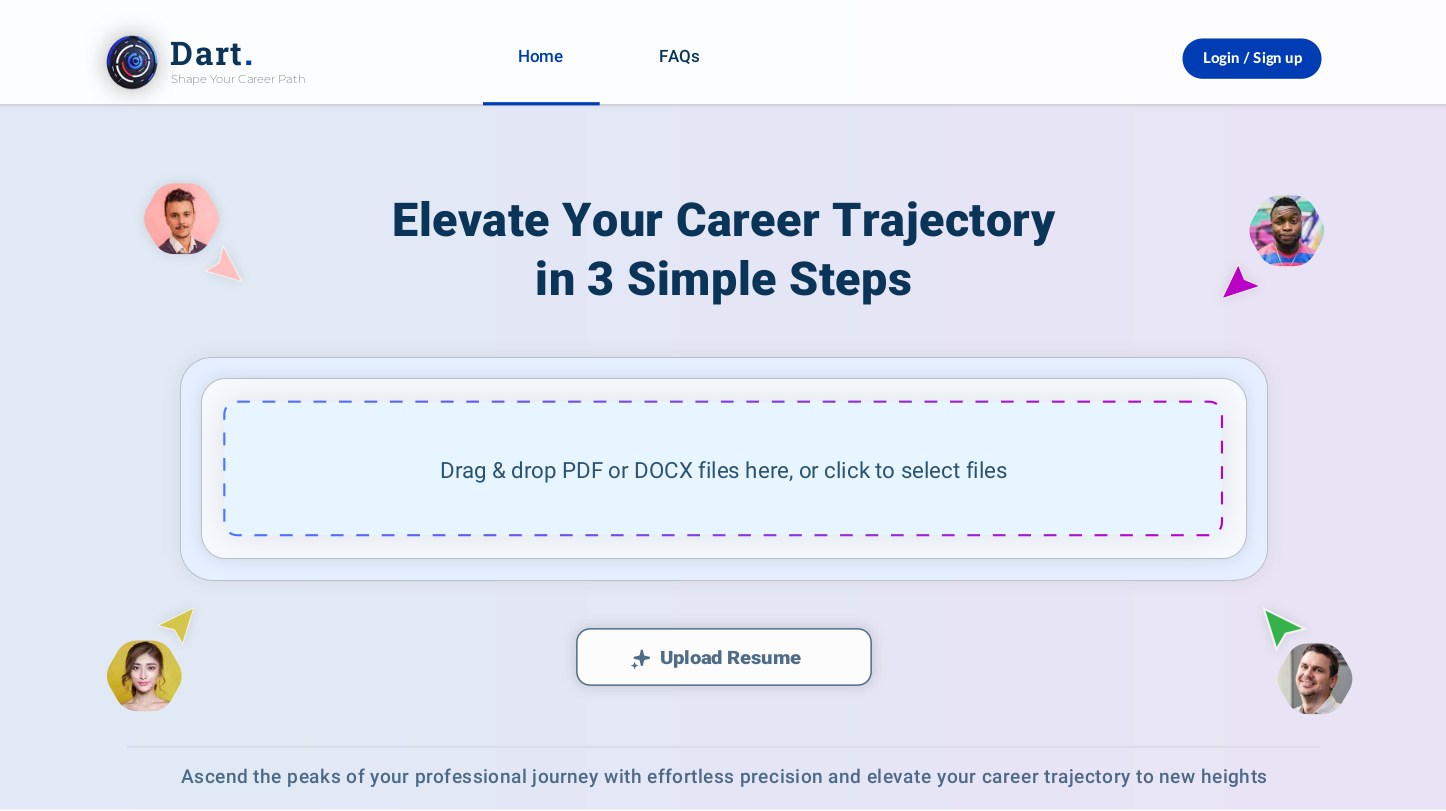 Dart.
Shape Your Career Path
Home
FAQs
Login / Sign up
Elevate Your Career Trajectory
in 3 Simple Steps
Drag & drop PDF or DOCX files here, or click to select files
Upload Resume
Ascend the peaks of your professional journey with effortless precision and elevate your career trajectory to new heights